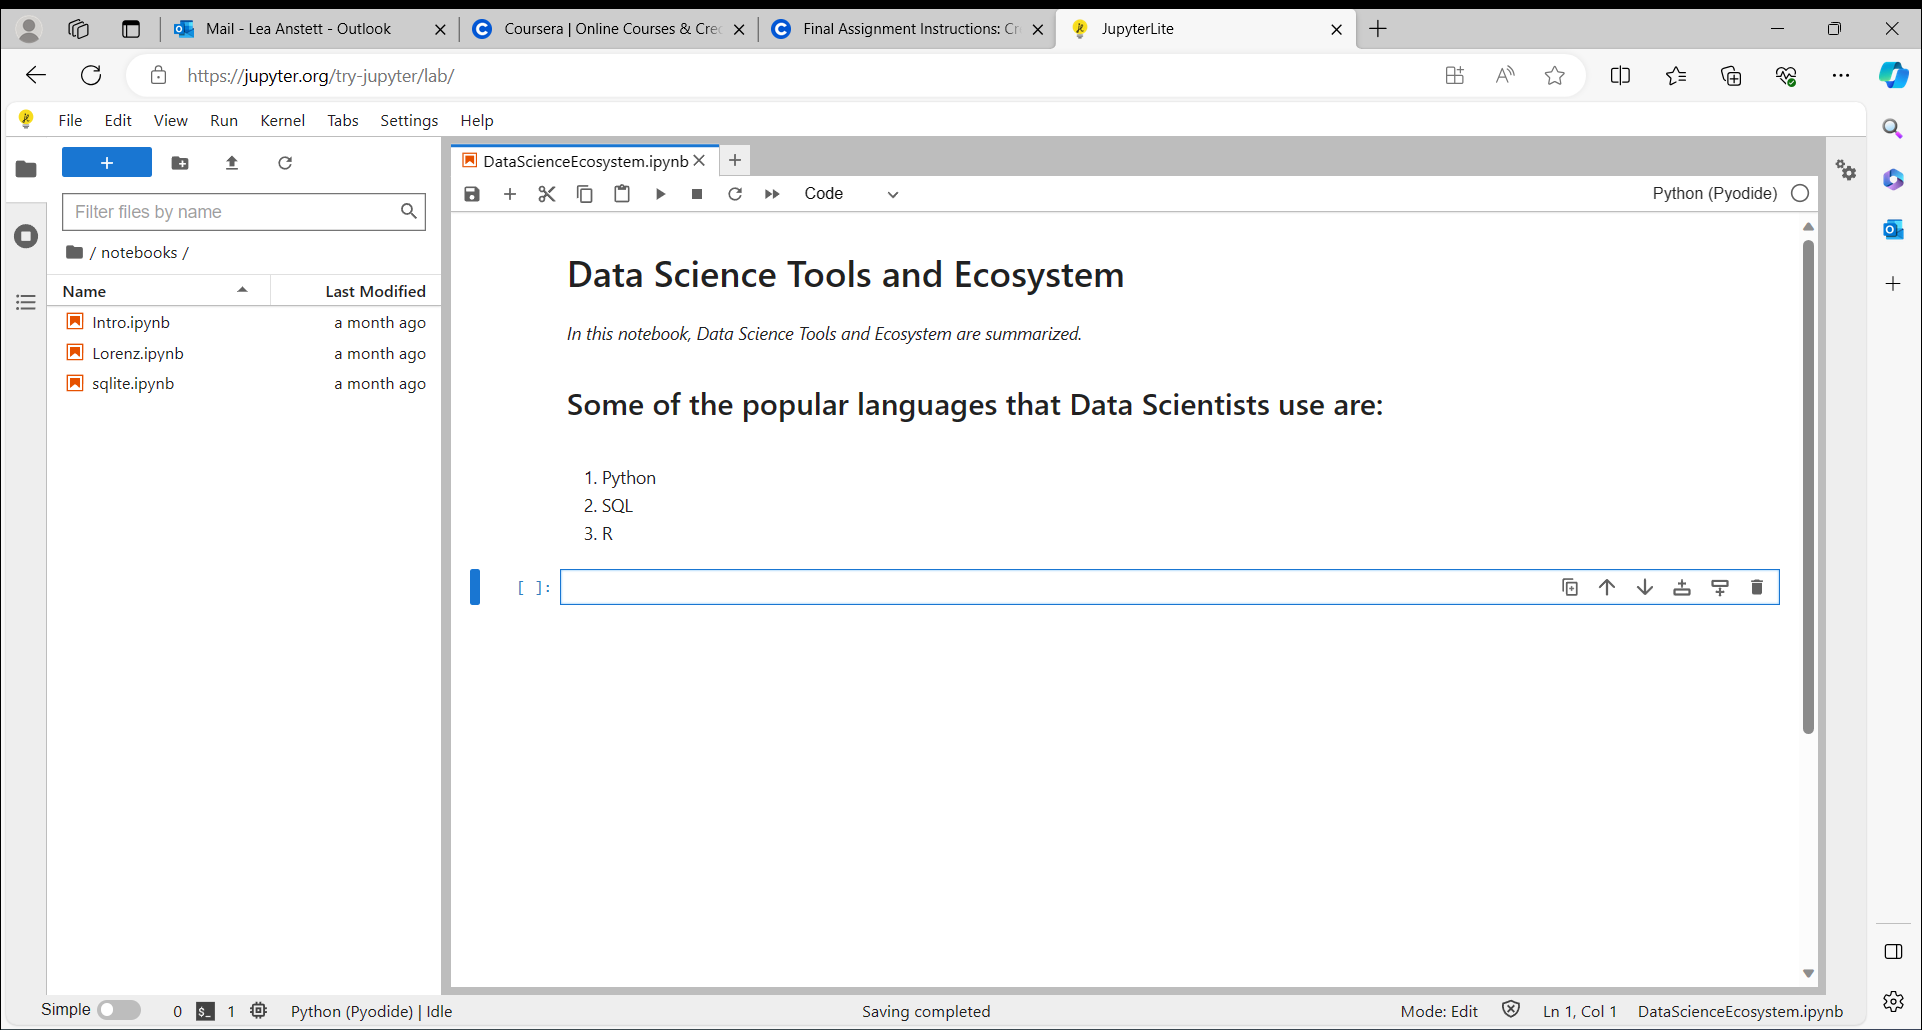 Mail - Lea Anstett - Outlook
Coursera | Online Courses & Crec
Final Assignment Instructions: Cr
JupyterLite
https://jupyter.org/try-jupyter/lab/
File Edit View Run Kernel Tabs Settings Help
DataScienceEcosystem.ipynb
Code
Python (Pyodide)
Filter files by name
/ notebooks /
Name Last Modified
Intro.ipynb a month ago
Lorenz.ipynb a month ago
sqlite.ipynb a month ago
Data Science Tools and Ecosystem
In this notebook, Data Science Tools and Ecosystem are summarized.
Some of the popular languages that Data Scientists use are:
1. Python
2. SQL
3. R
[ ]:
Simple 0 $_ 1 Python (Pyodide) | Idle Saving completed Mode: Edit Ln 1, Col 1 DataScienceEcosystem.ipynb